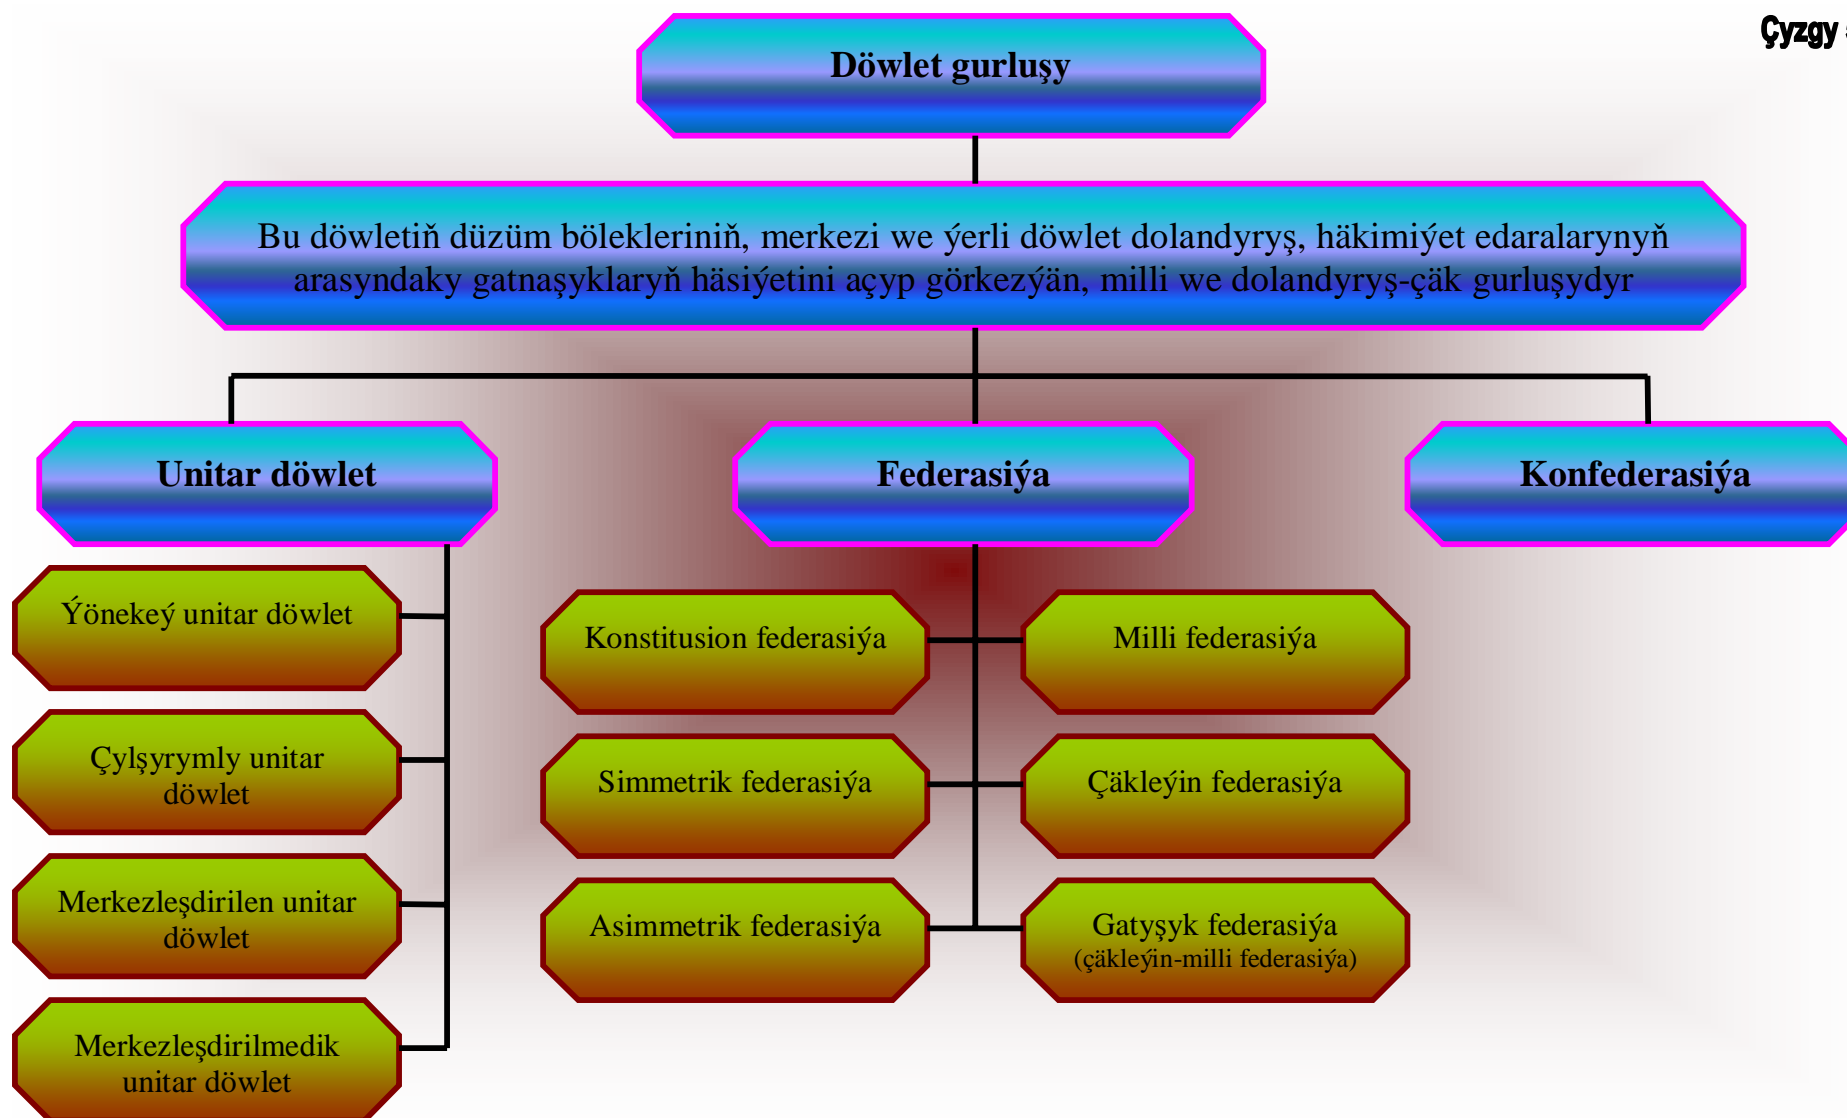 Çyzgy
Döwlet gurluşy
Bu döwletiň düzüm bölekleriniň, merkezi we ýerli döwlet dolandyryş, häkimiýet edaralarynyň
arasyndaky gatnaşyklaryň häsiýetini açyp görkezýän, milli we dolandyryş-çäk gurluşydyr
Unitar döwlet
Federasiýa
Konfederasiýa
Ýönekeý unitar döwlet
Çylşyrymly unitar
döwlet
Merkezleşdirilen unitar
döwlet
Merkezleşdirilmedik
unitar döwlet
Konstitusion federasiýa
Simmetrik federasiýa
Asimmetrik federasiýa
Milli federasiýa
Çäkleýin federasiýa
Gatyşyk federasiýa
(çäkleýin-milli federasiýa)